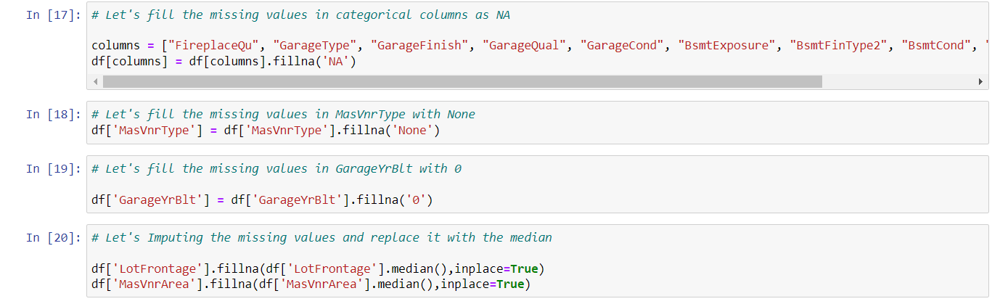 In [17]: # Let's fill the missing values in categorical columns as NA
columns = ["FireplaceQu", "GarageType", "GarageFinish", "GarageQual", "GarageCond", "BsmtExposure", "BsmtFinType2", "BsmtCond", "
df[columns] = df[columns].fillna('NA')
In [18]: # Let's fill the missing values in MasVnrType with None
df['MasVnrType'] = df['MasVnrType'].fillna('None')
In [19]: # Let's fill the missing values in GarageYrBlt with 0
df['GarageYrBlt'] = df['GarageYrBlt'].fillna('0')
In [20]: # Let's Imputing the missing values and replace it with the median
df['LotFrontage'].fillna(df['LotFrontage'].median(),inplace=True)
df['MasVnrArea'].fillna(df['MasVnrArea'].median(),inplace=True)